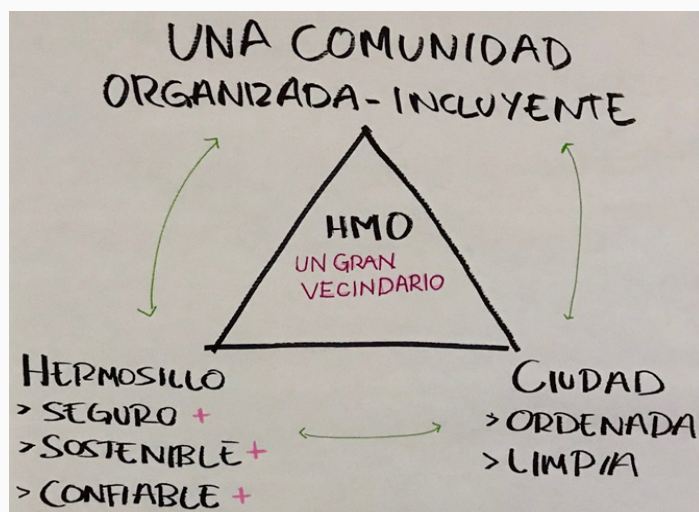 UNA COMUNIDAD
ORGANIZADA - INCLUYENTE
HMO
UN GRAN
VECINDARIO
HERMOSILLO
> SEGURO +
> SOSTENIBLE +
> CONFIABLE +
CIUDAD
> ORDENADA
> LIMPIA